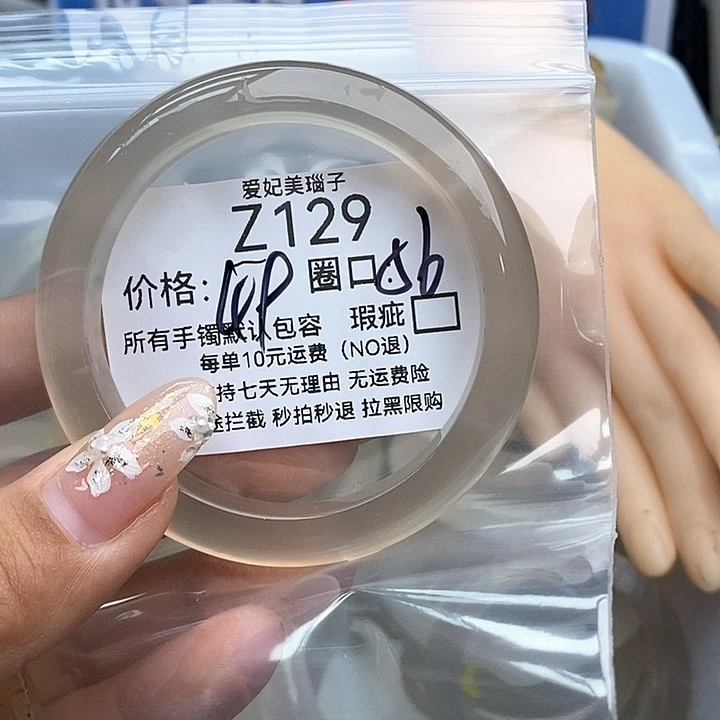 爱妃美瑙子
Z129
价格: 圈口 56
所有手镯默认包容 瑕疵
每单10元运费（NO退）
持七天无理由 无运费险
拦截 秒拍秒退 拉黑限购